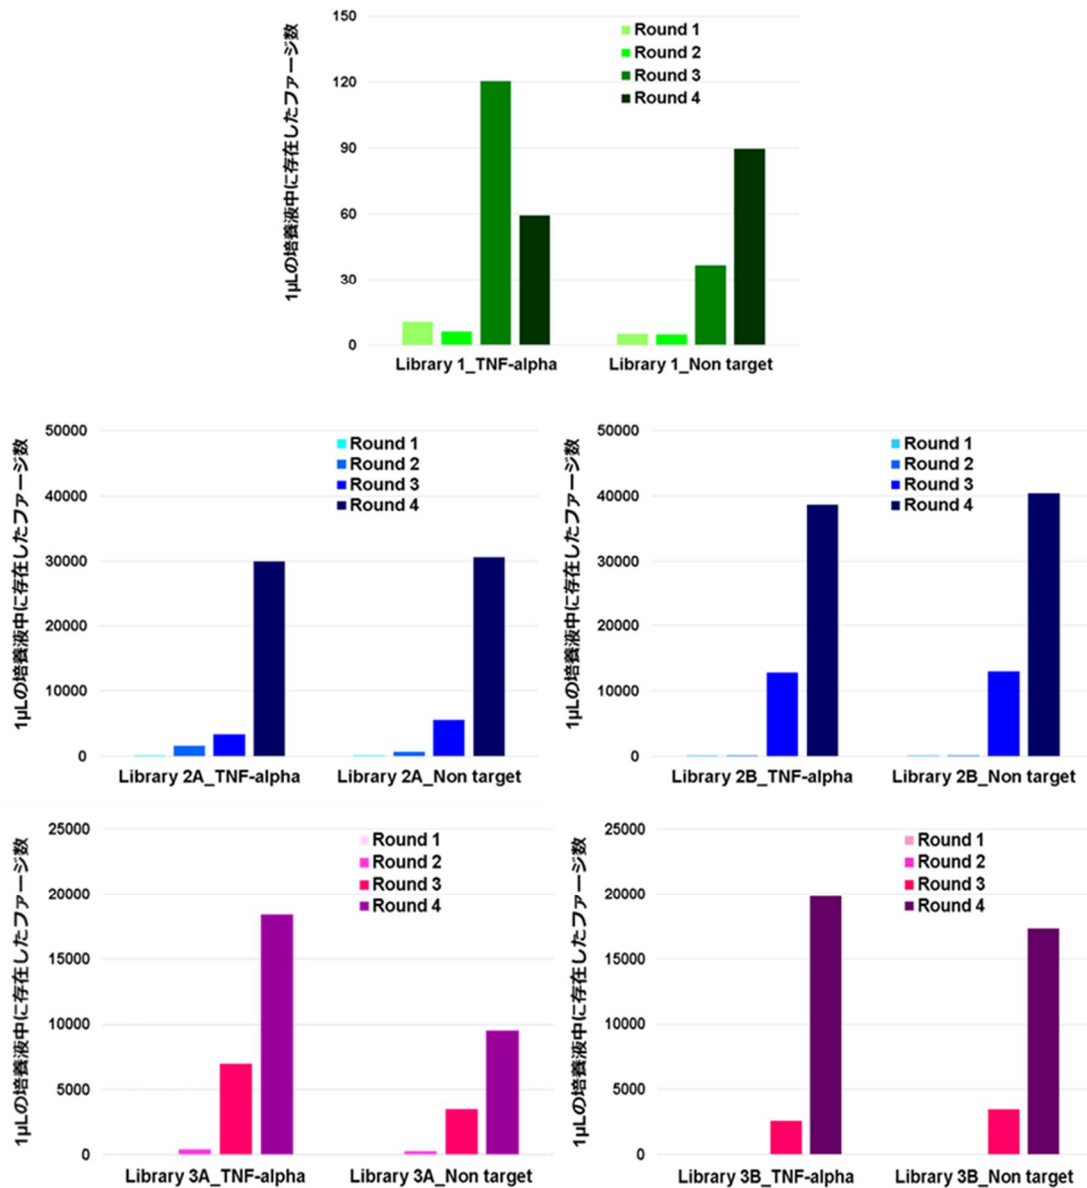 1μLの培養液中に存在したファージ数
150
120
90
60
30
0
Round 1
Round 2
Round 3
Round 4
Library 1_TNF-alpha
Library 1_Non target
1μLの培養液中に存在したファージ数
50000
40000
30000
20000
10000
0
Round 1
Round 2
Round 3
Round 4
Library 2A_TNF-alpha
Library 2A_Non target
1μLの培養液中に存在したファージ数
50000
40000
30000
20000
10000
0
Round 1
Round 2
Round 3
Round 4
Library 2B_TNF-alpha
Library 2B_Non target
1μLの培養液中に存在したファージ数
25000
20000
15000
10000
5000
0
Round 1
Round 2
Round 3
Round 4
Library 3A_TNF-alpha
Library 3A_Non target
1μLの培養液中に存在したファージ数
25000
20000
15000
10000
5000
0
Round 1
Round 2
Round 3
Round 4
Library 3B_TNF-alpha
Library 3B_Non target